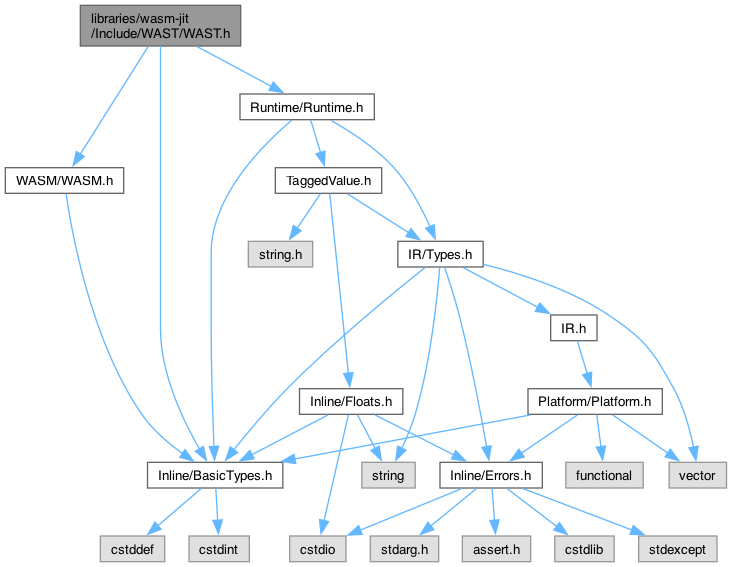 libraries/wasm-jit
/Include/WAST/WAST.h
Runtime/Runtime.h
WASM/WASM.h
TaggedValue.h
string.h
IR/Types.h
IR.h
Inline/Floats.h
Platform/Platform.h
Inline/BasicTypes.h
string
Inline/Errors.h
functional
vector
cstddef
cstdint
cstdio
stdarg.h
assert.h
cstdlib
stdexcept